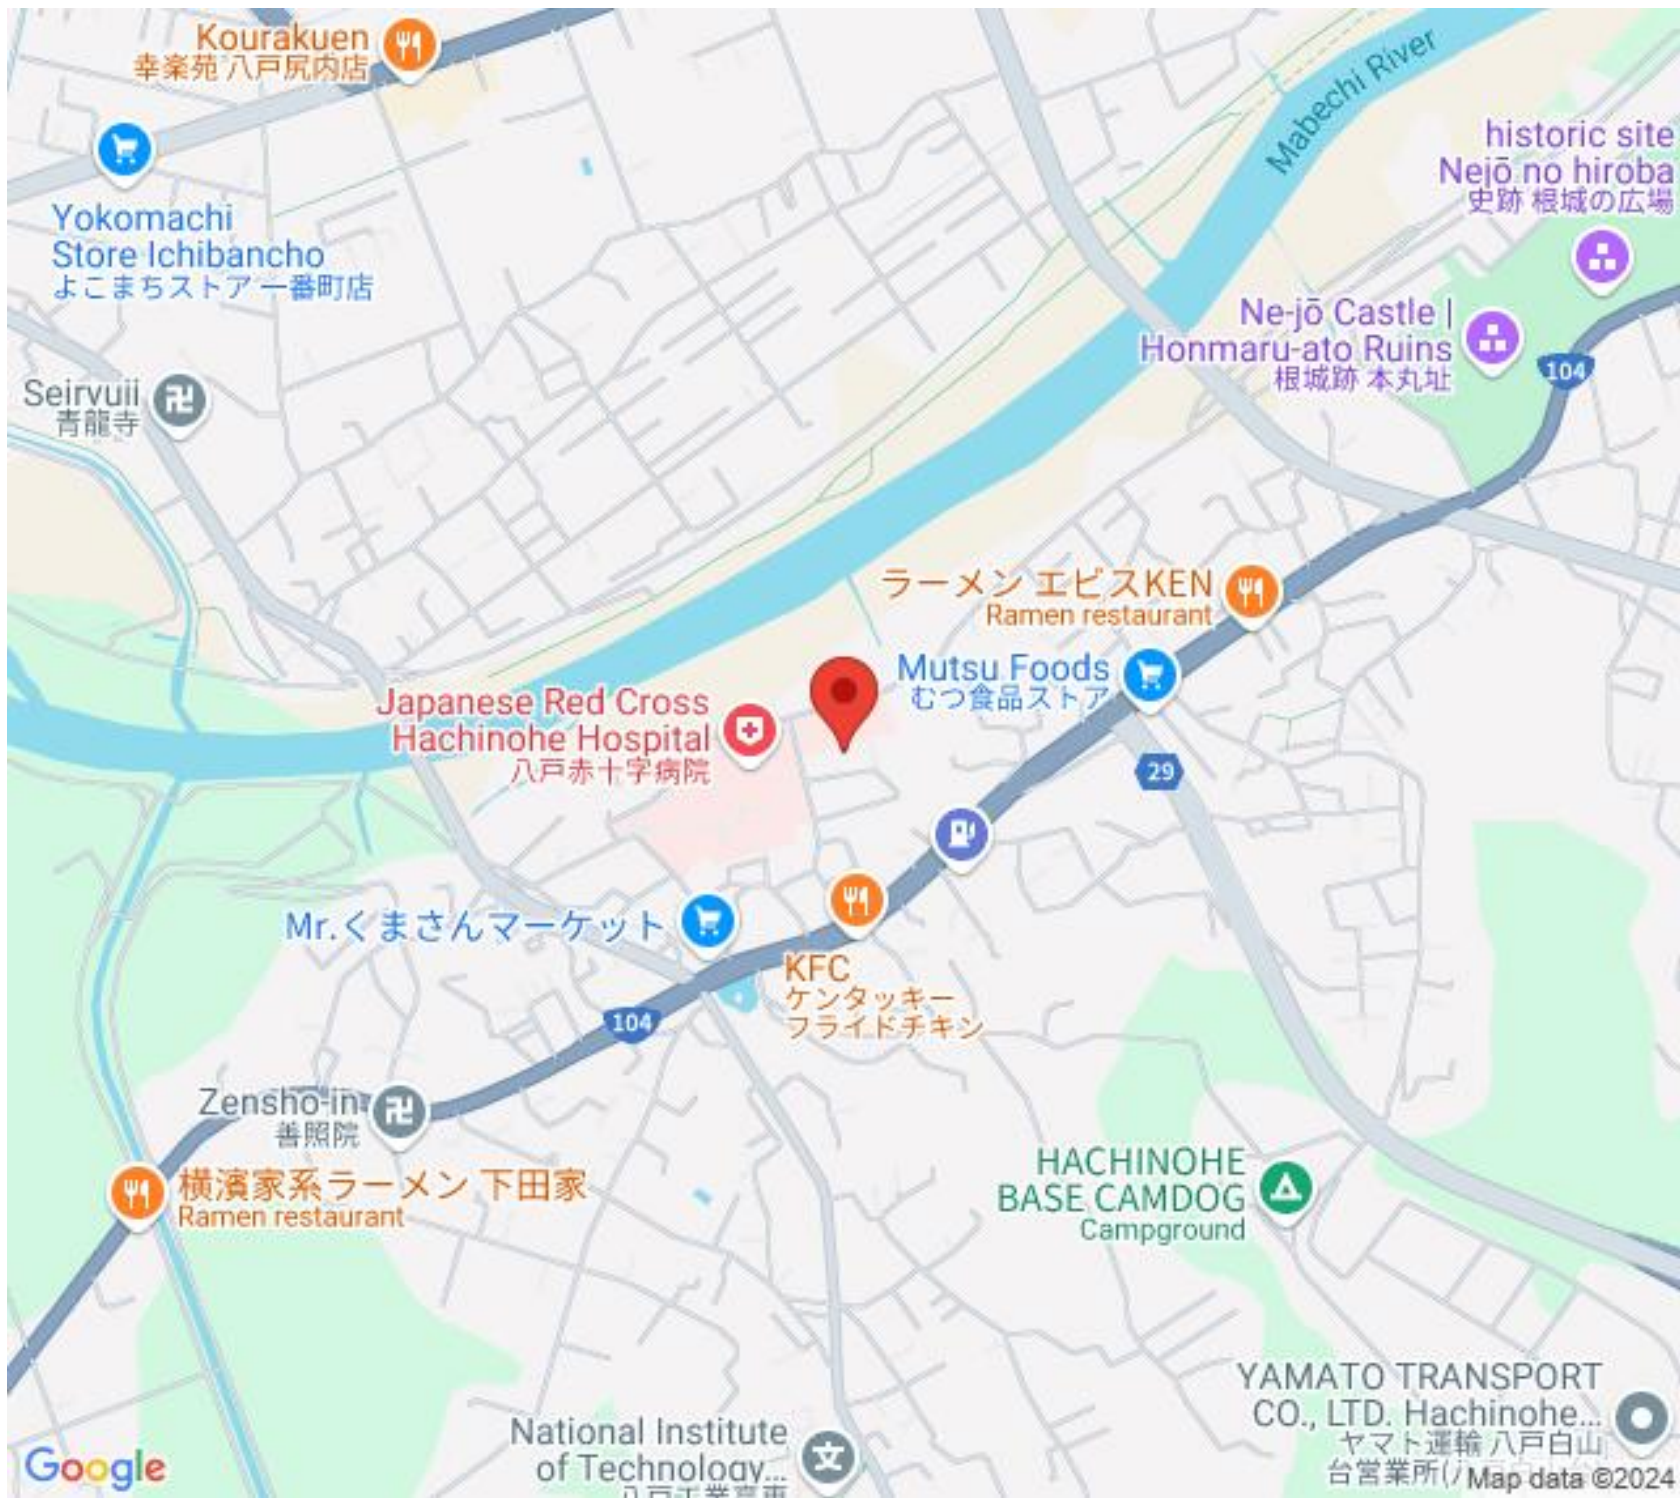 Kourakuen
幸楽苑 八戸尻内店
Mabechi River
historic site
Nejō no hiroba
史跡 根城の広場
Yokomachi
Store Ichibancho
よこまちストア 一番町店
Ne-jō Castle |
Honmaru-ato Ruins
根城跡 本丸址
104
Seiryuji
青龍寺
ラーメン エビスKEN
Ramen restaurant
Mutsu Foods
むつ食品ストア
Japanese Red Cross
Hachinohe Hospital
八戸赤十字病院
29
Mr.くまさんマーケット
KFC
ケンタッキー
フライドチキン
104
Zensho-in
善照院
横濱家系ラーメン 下田家
Ramen restaurant
HACHINOHE
BASE CAMDOG
Campground
YAMATO TRANSPORT
CO., LTD. Hachinohe...
ヤマト運輸 八戸白山
台営業所
National Institute
of Technology...
八戸工業高専
Google
Map data ©2024